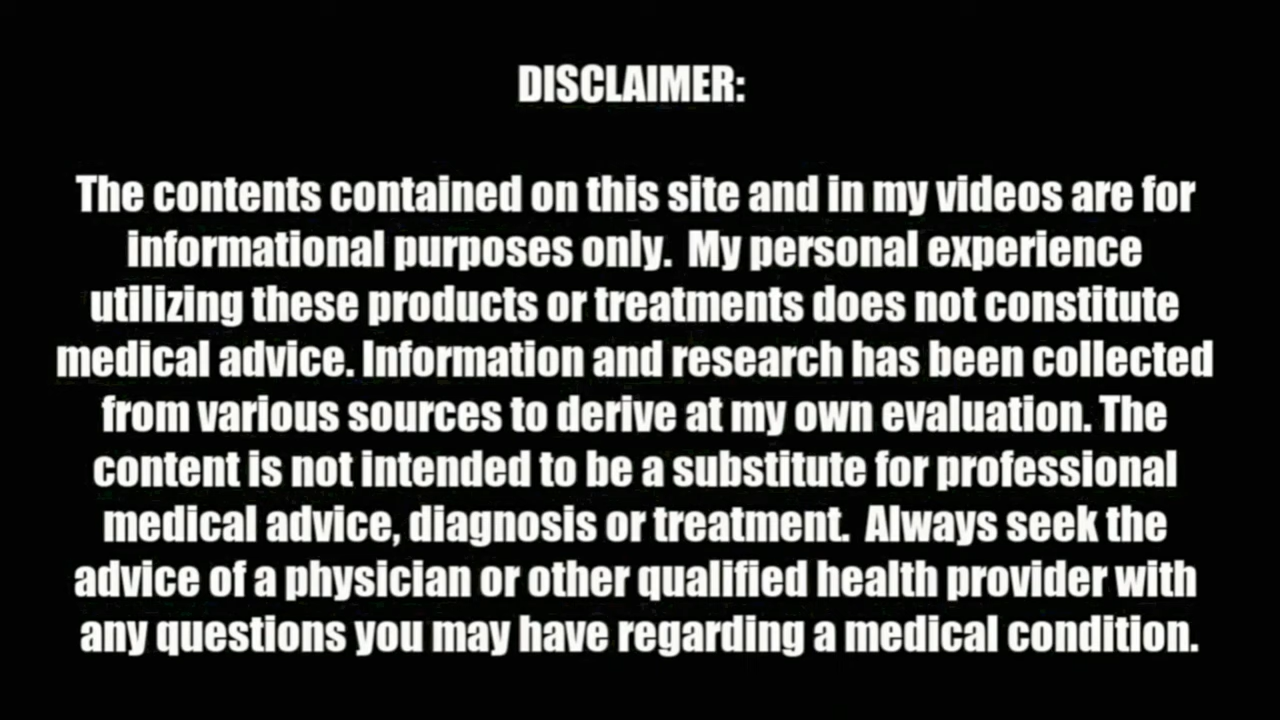 DISCLAIMER:
The contents contained on this site and in my videos are for
informational purposes only.  My personal experience
utilizing these products or treatments does not constitute
medical advice. Information and research has been collected
from various sources to derive at my own evaluation. The
content is not intended to be a substitute for professional
medical advice, diagnosis or treatment.  Always seek the
advice of a physician or other qualified health provider with
any questions you may have regarding a medical condition.